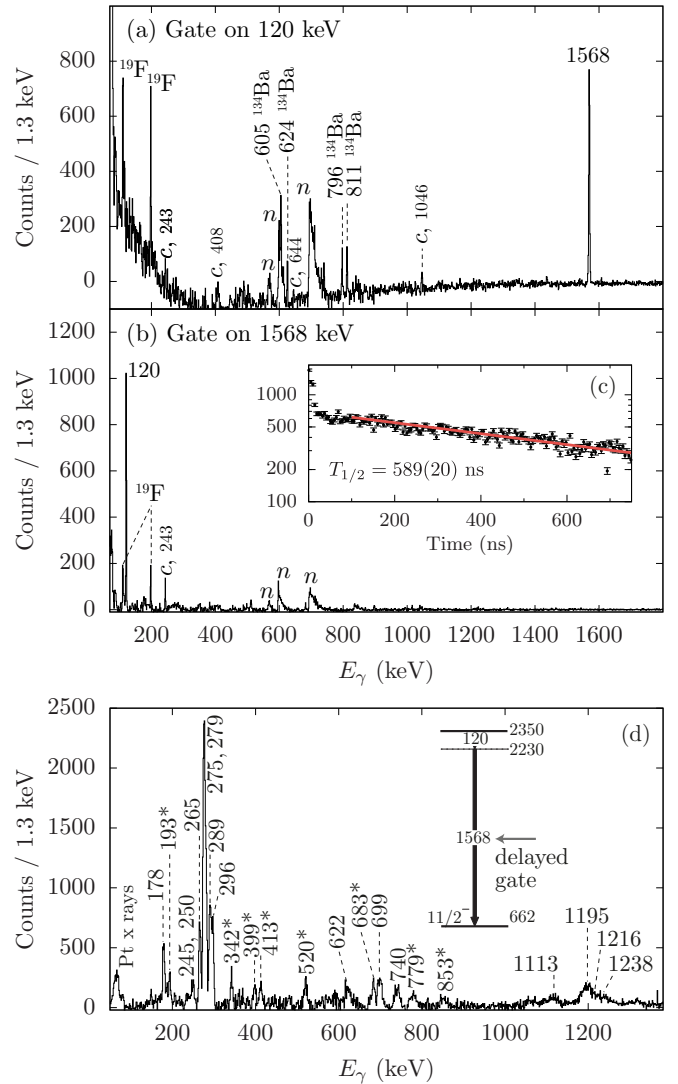 (a) Gate on 120 keV
Counts / 1.3 keV
800
600
400
200
0
19F
19F
c, 243
c, 408
n
605 134Ba
n
624 134Ba
c, 644
n
796 134Ba
811 134Ba
c, 1046
1568
(b) Gate on 1568 keV
Counts / 1.3 keV
1200
1000
800
600
400
200
0
120
19F
c, 243
n
n
n
(c)
1000
500
200
100
T1/2 = 589(20) ns
0 200 400 600
Time (ns)
200 400 600 800 1000 1200 1400 1600
Eγ (keV)
(d)
Counts / 1.3 keV
2500
2000
1500
1000
500
0
Pt x rays
178
193*
245, 250
265
275, 279
289
296
342*
399*
413*
520*
622
683*
699
740
779*
853*
1113
1195
1216
1238
2350
120
2230
1568
delayed
gate
11/2−
662
200 400 600 800 1000 1200
Eγ (keV)